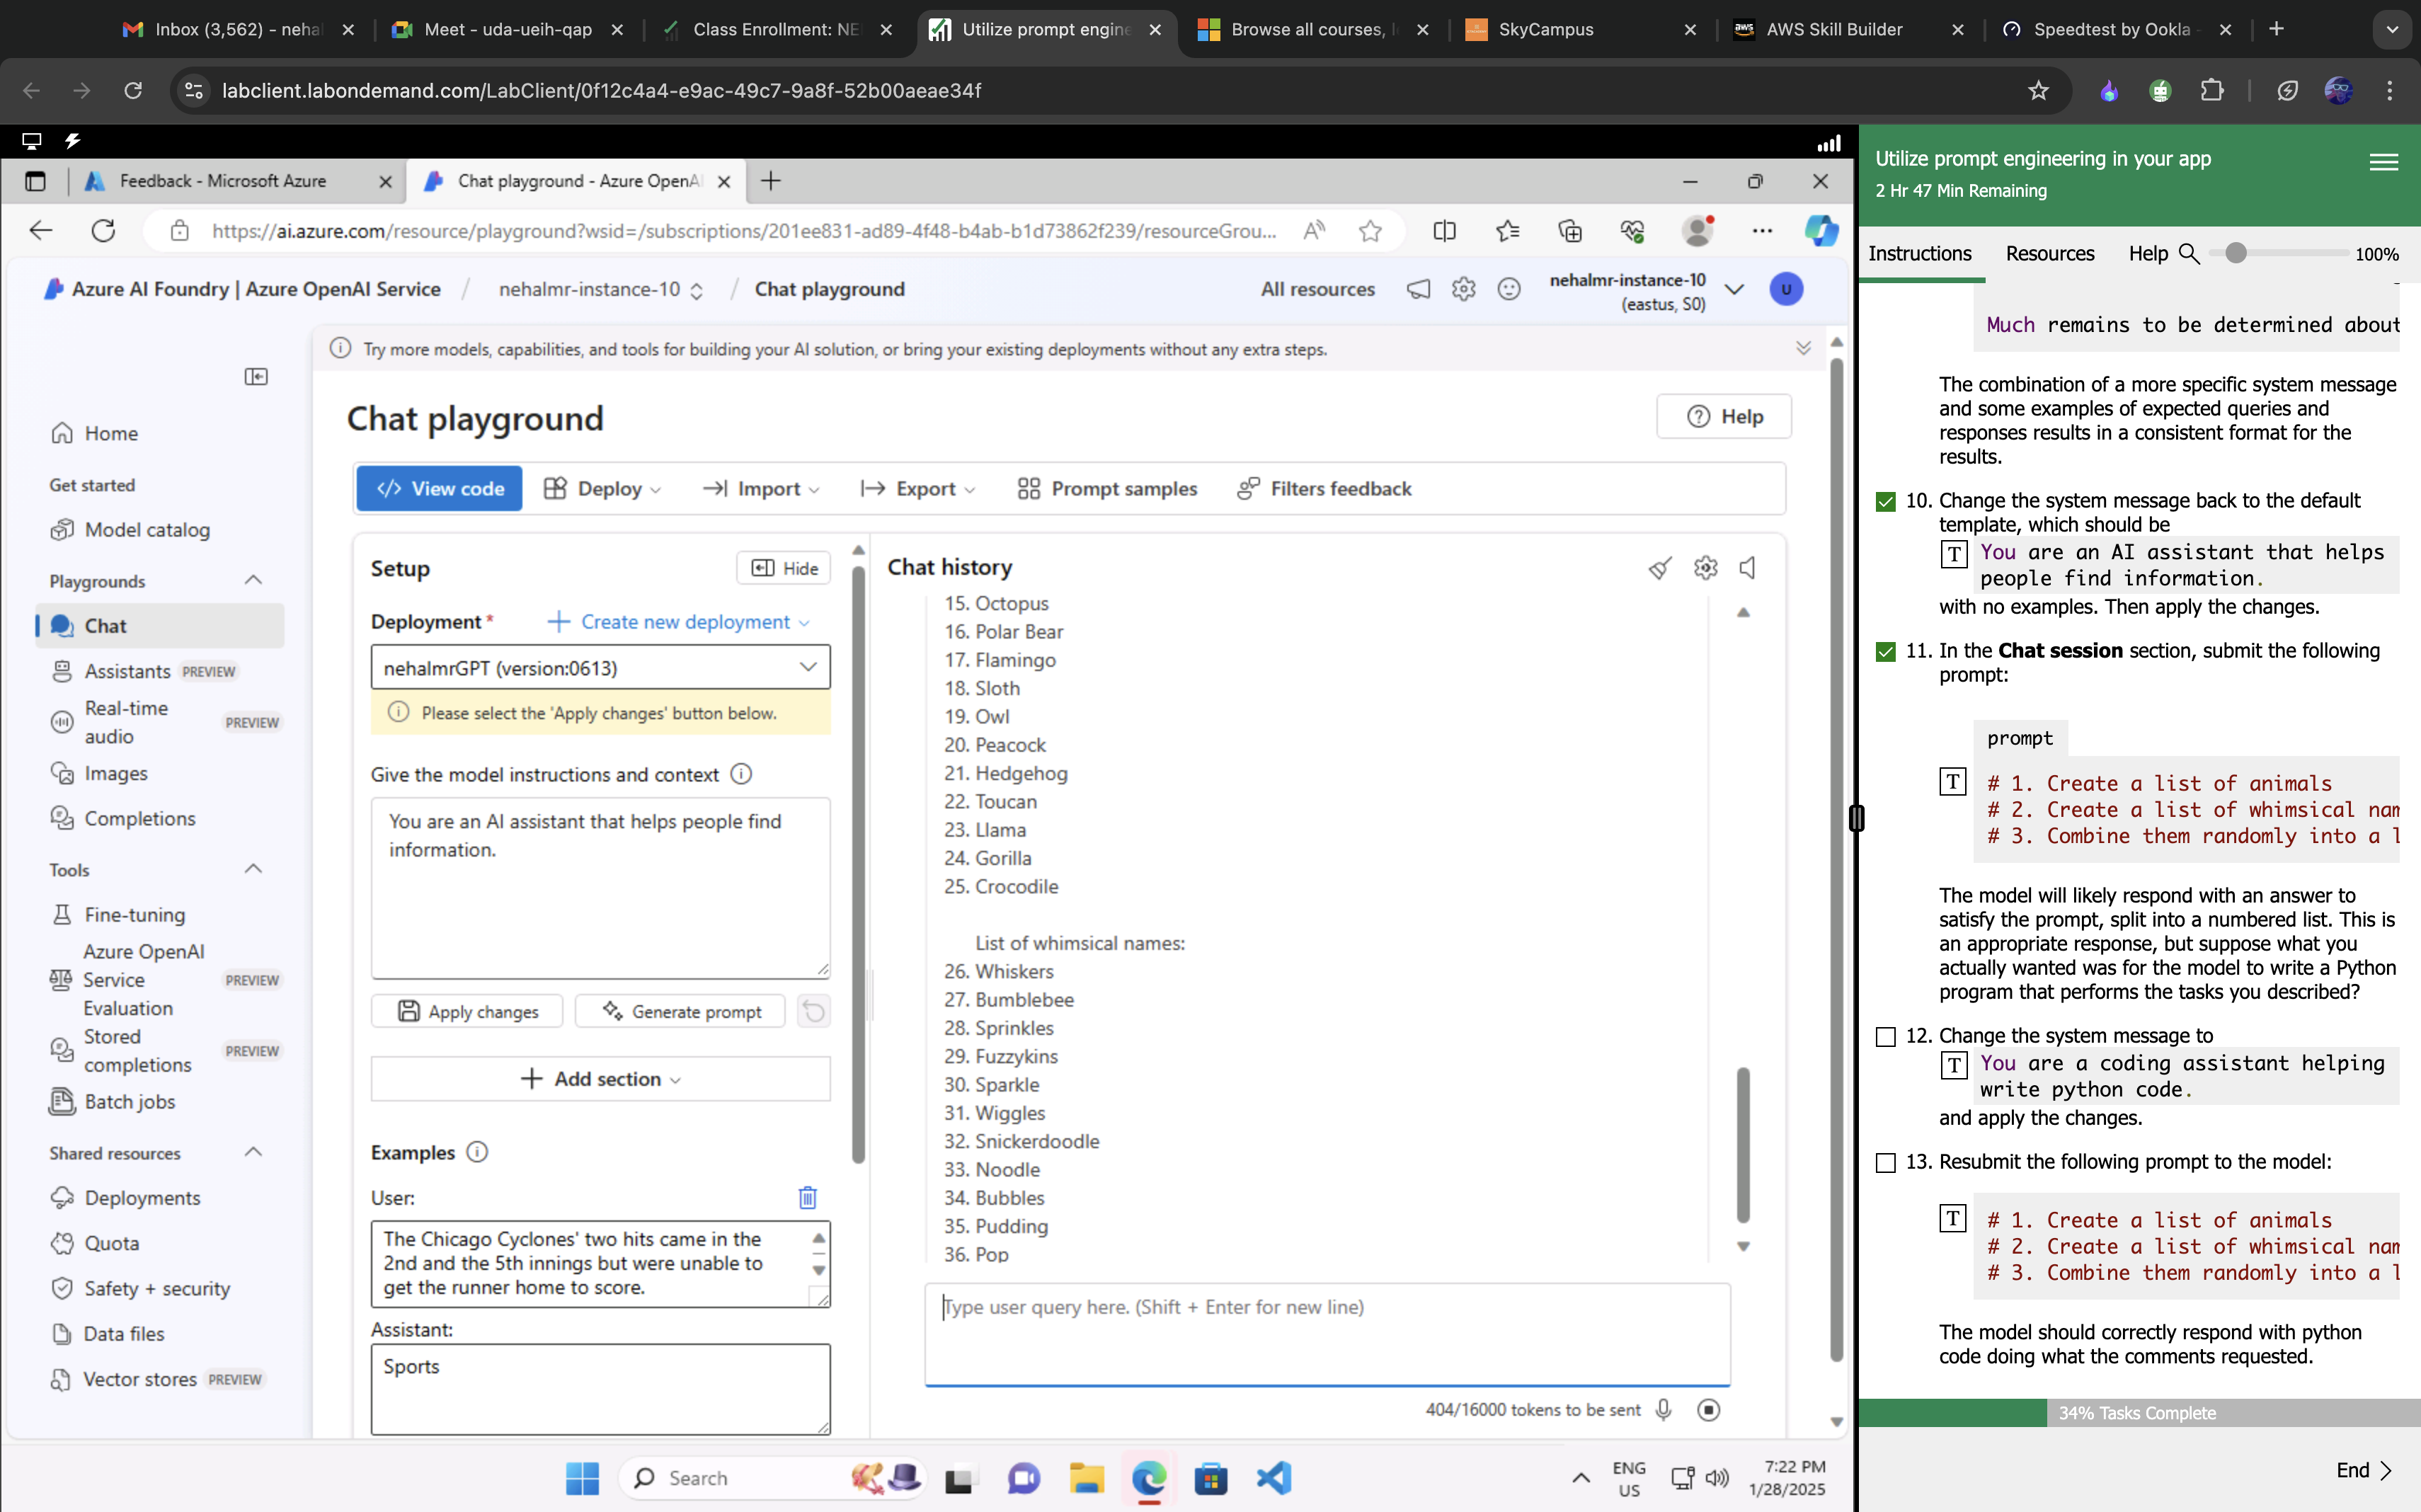 Inbox (3,562) - neha
Meet - uda-ueih-qap
Class Enrollment: NE
Utilize prompt engine
Browse all courses, l
SkyCampus
aws
AWS Skill Builder
Speedtest by Ookla -
labclient.labondemand.com/LabClient/0f12c4a4-e9ac-49c7-9a8f-52b00aeae34f
Feedback - Microsoft Azure
Chat playground - Azure OpenA
https://ai.azure.com/resource/playground?wsid=/subscriptions/201ee831-ad89-4f48-b4ab-b1d73862f239/resourceGrou...
Azure AI Foundry | Azure OpenAI Service / nehalmr-instance-10 / Chat playground
All resources
nehalmr-instance-10
(eastus, S0)
U
Try more models, capabilities, and tools for building your AI solution, or bring your existing deployments without any extra steps.
Home
Get started
Model catalog
Playgrounds
Chat
Assistants PREVIEW
Real-time audio PREVIEW
Images
Completions
Tools
Fine-tuning
Azure OpenAI Service Evaluation PREVIEW
Stored completions PREVIEW
Batch jobs
Shared resources
Deployments
Quota
Safety + security
Data files
Vector stores PREVIEW
Chat playground
Help
View code
Deploy
Import
Export
Prompt samples
Filters feedback
Setup
Hide
Deployment *
Create new deployment
nehalmrGPT (version:0613)
Please select the 'Apply changes' button below.
Give the model instructions and context
You are an AI assistant that helps people find
information.
Apply changes
Generate prompt
Add section
Examples
User:
The Chicago Cyclones' two hits came in the
2nd and the 5th innings but were unable to
get the runner home to score.
Assistant:
Sports
Chat history
15. Octopus
16. Polar Bear
17. Flamingo
18. Sloth
19. Owl
20. Peacock
21. Hedgehog
22. Toucan
23. Llama
24. Gorilla
25. Crocodile
List of whimsical names:
26. Whiskers
27. Bumblebee
28. Sprinkles
29. Fuzzykins
30. Sparkle
31. Wiggles
32. Snickerdoodle
33. Noodle
34. Bubbles
35. Pudding
36. Pop
Type user query here. (Shift + Enter for new line)
404/16000 tokens to be sent
Search
ENG
US
7:22 PM
1/28/2025
Utilize prompt engineering in your app
2 Hr 47 Min Remaining
Instructions
Resources
Help
100%
Much remains to be determined about
The combination of a more specific system message
and some examples of expected queries and
responses results in a consistent format for the
results.
10. Change the system message back to the default
template, which should be
T You are an AI assistant that helps
people find information.
with no examples. Then apply the changes.
11. In the Chat session section, submit the following
prompt:
prompt
T # 1. Create a list of animals
# 2. Create a list of whimsical nam
# 3. Combine them randomly into a l
The model will likely respond with an answer to
satisfy the prompt, split into a numbered list. This is
an appropriate response, but suppose what you
actually wanted was for the model to write a Python
program that performs the tasks you described?
12. Change the system message to
T You are a coding assistant helping
write python code.
and apply the changes.
13. Resubmit the following prompt to the model:
T # 1. Create a list of animals
# 2. Create a list of whimsical nam
# 3. Combine them randomly into a l
The model should correctly respond with python
code doing what the comments requested.
34% Tasks Complete
End